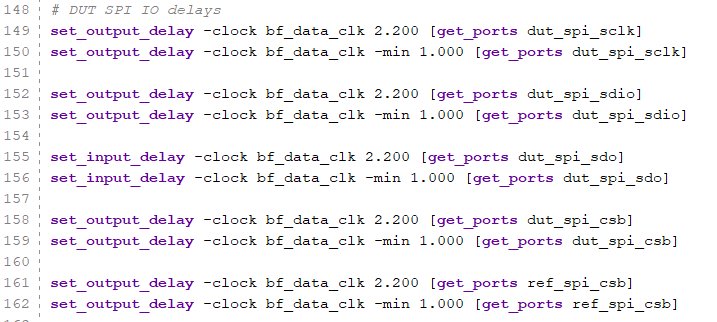 148 # DUT SPI IO delays
149 set_output_delay -clock bf_data_clk 2.200 [get_ports dut_spi_sclk]
150 set_output_delay -clock bf_data_clk -min 1.000 [get_ports dut_spi_sclk]
151
152 set_output_delay -clock bf_data_clk 2.200 [get_ports dut_spi_sdio]
153 set_output_delay -clock bf_data_clk -min 1.000 [get_ports dut_spi_sdio]
154
155 set_input_delay -clock bf_data_clk 2.200 [get_ports dut_spi_sdo]
156 set_input_delay -clock bf_data_clk -min 1.000 [get_ports dut_spi_sdo]
157
158 set_output_delay -clock bf_data_clk 2.200 [get_ports dut_spi_csb]
159 set_output_delay -clock bf_data_clk -min 1.000 [get_ports dut_spi_csb]
160
161 set_output_delay -clock bf_data_clk 2.200 [get_ports ref_spi_csb]
162 set_output_delay -clock bf_data_clk -min 1.000 [get_ports ref_spi_csb]